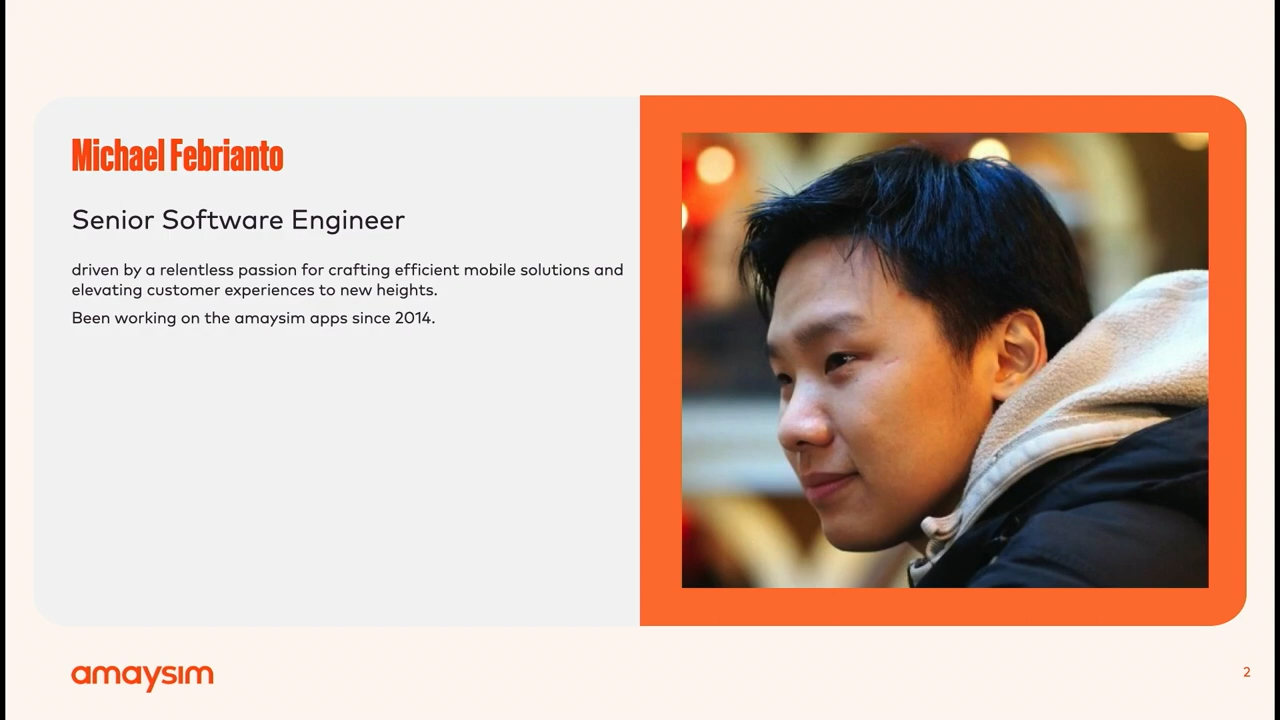 Michael Febrianto
Senior Software Engineer
driven by a relentless passion for crafting efficient mobile solutions and
elevating customer experiences to new heights.
Been working on the amaysim apps since 2014.
amaysim
2